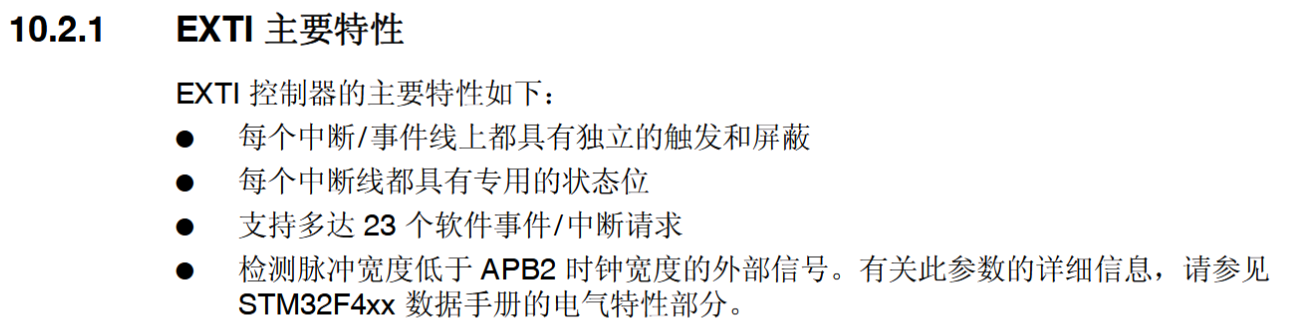 10.2.1 EXTI 主要特性
EXTI 控制器的主要特性如下：
● 每个中断/事件线上都具有独立的触发和屏蔽
● 每个中断线都具有专用的状态位
● 支持多达 23 个软件事件/中断请求
● 检测脉冲宽度低于 APB2 时钟宽度的外部信号。有关此参数的详细信息，请参见
STM32F4xx 数据手册的电气特性部分。